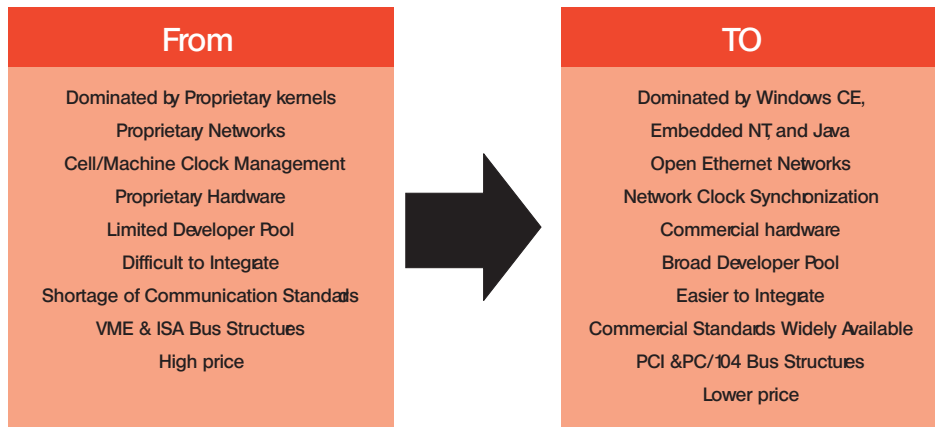 From
Dominated by Proprietary kernels
Proprietary Networks
Cell/Machine Clock Management
Proprietary Hardware
Limited Developer Pool
Difficult to Integrate
Shortage of Communication Standards
VME & ISA Bus Structures
High price
TO
Dominated by Windows CE,
Embedded NT, and Java
Open Ethernet Networks
Network Clock Synchronization
Commercial hardware
Broad Developer Pool
Easier to Integrate
Commercial Standards Widely Available
PCI &PC/104 Bus Structures
Lower price